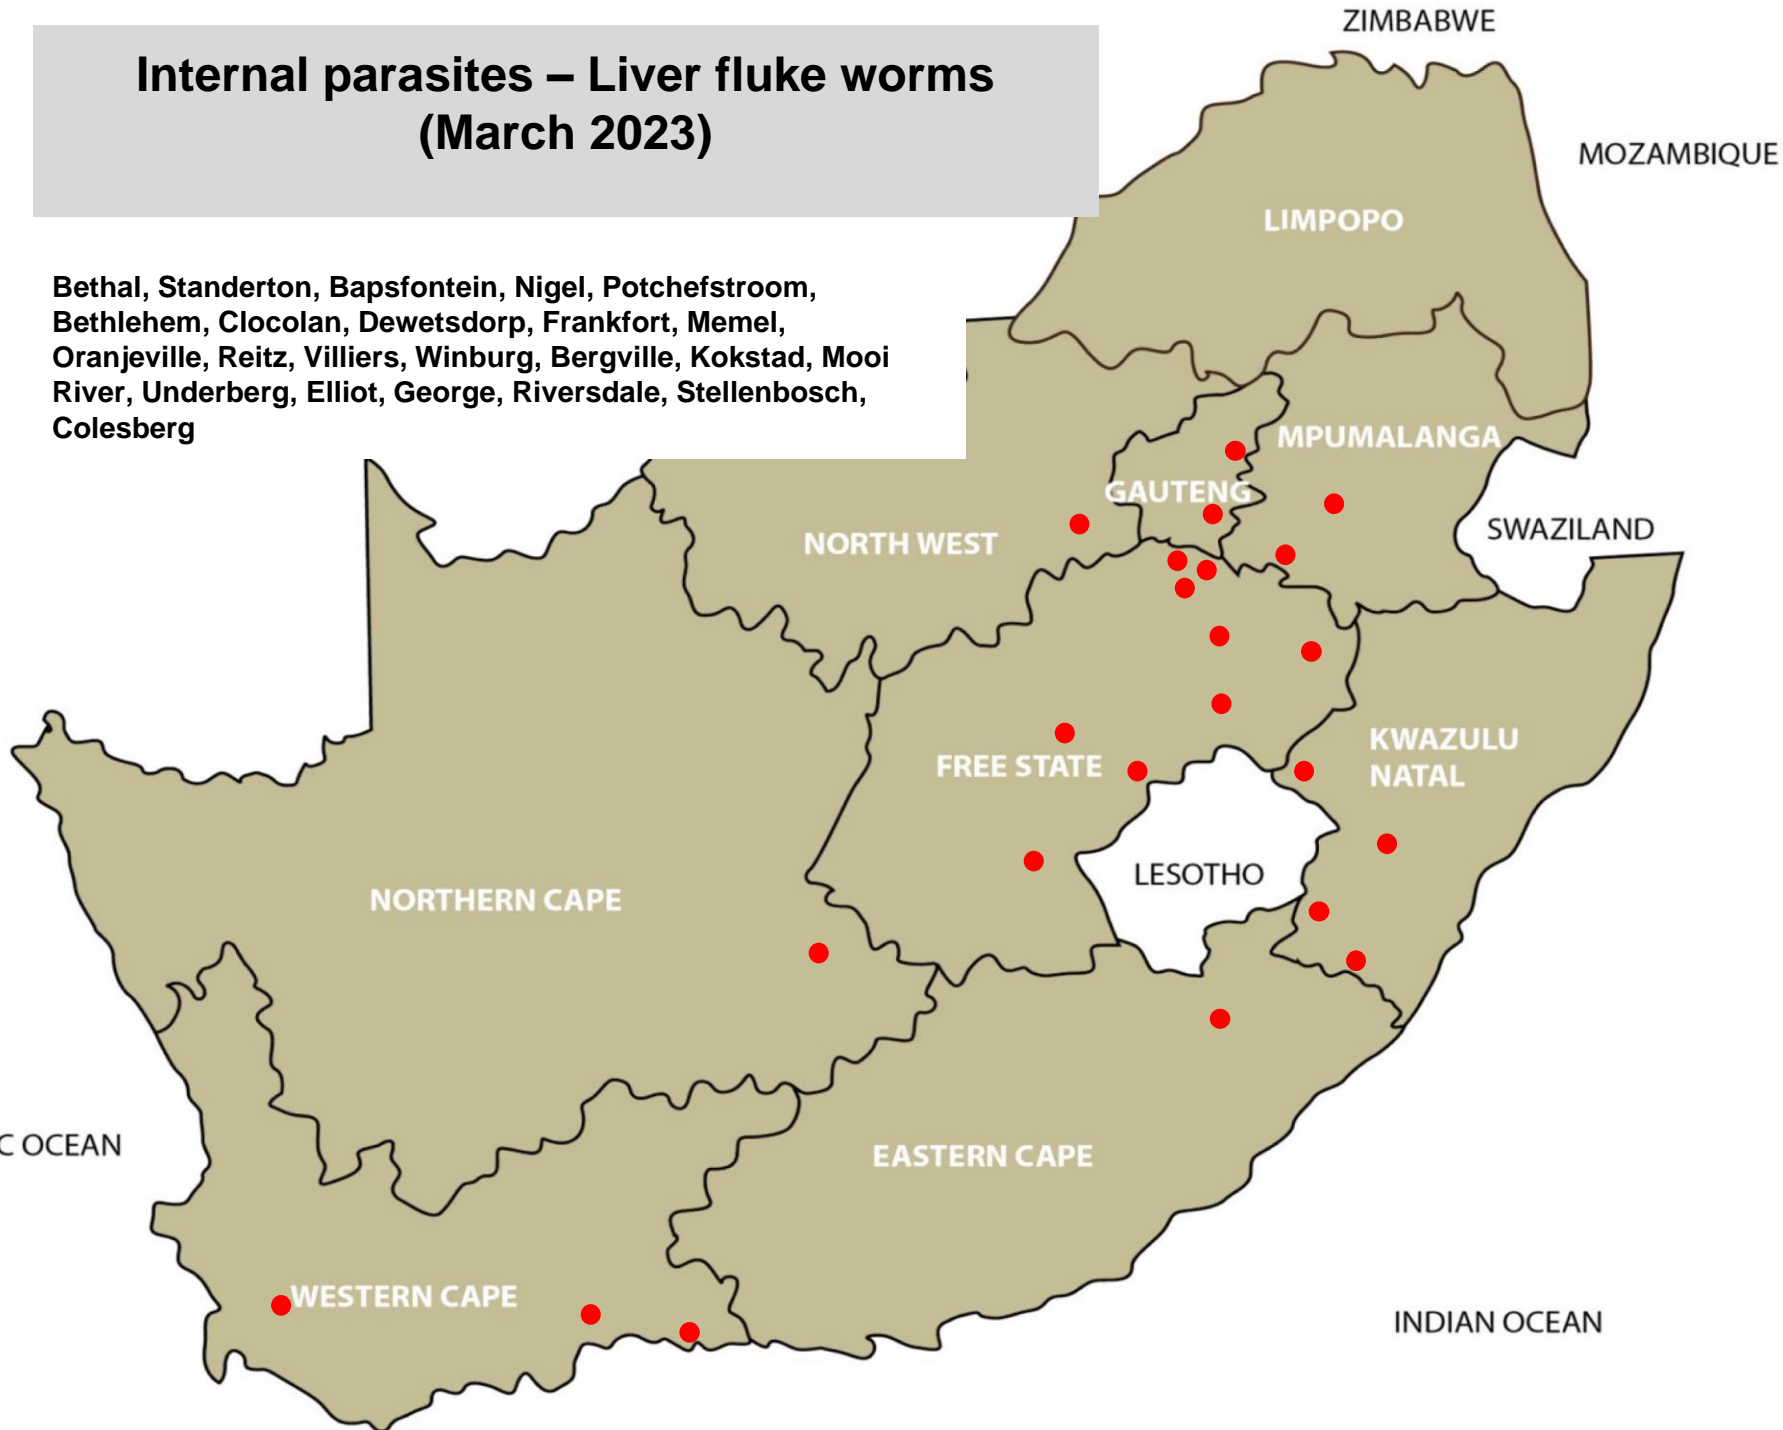 ZIMBABWE
Internal parasites – Liver fluke worms
(March 2023)
MOZAMBIQUE
LIMPOPO
Bethal, Standerton, Bapsfontein, Nigel, Potchefstroom,
Bethlehem, Clocolan, Dewetsdorp, Frankfort, Memel,
Oranjeville, Reitz, Villiers, Winburg, Bergville, Kokstad, Mooi
River, Underberg, Elliot, George, Riversdale, Stellenbosch,
Colesberg
MPUMALANGA
GAUTENG
NORTH WEST
SWAZILAND
KWAZULU
NATAL
FREE STATE
LESOTHO
NORTHERN CAPE
C OCEAN
EASTERN CAPE
WESTERN CAPE
INDIAN OCEAN